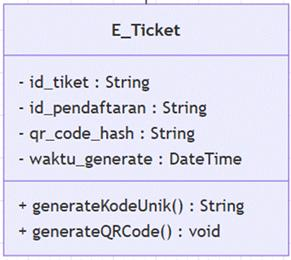 E_Ticket
- id_tiket : String
- id_pendaftaran : String
- qr_code_hash : String
- waktu_generate : DateTime
+ generateKodeUnik() : String
+ generateQRCode() : void